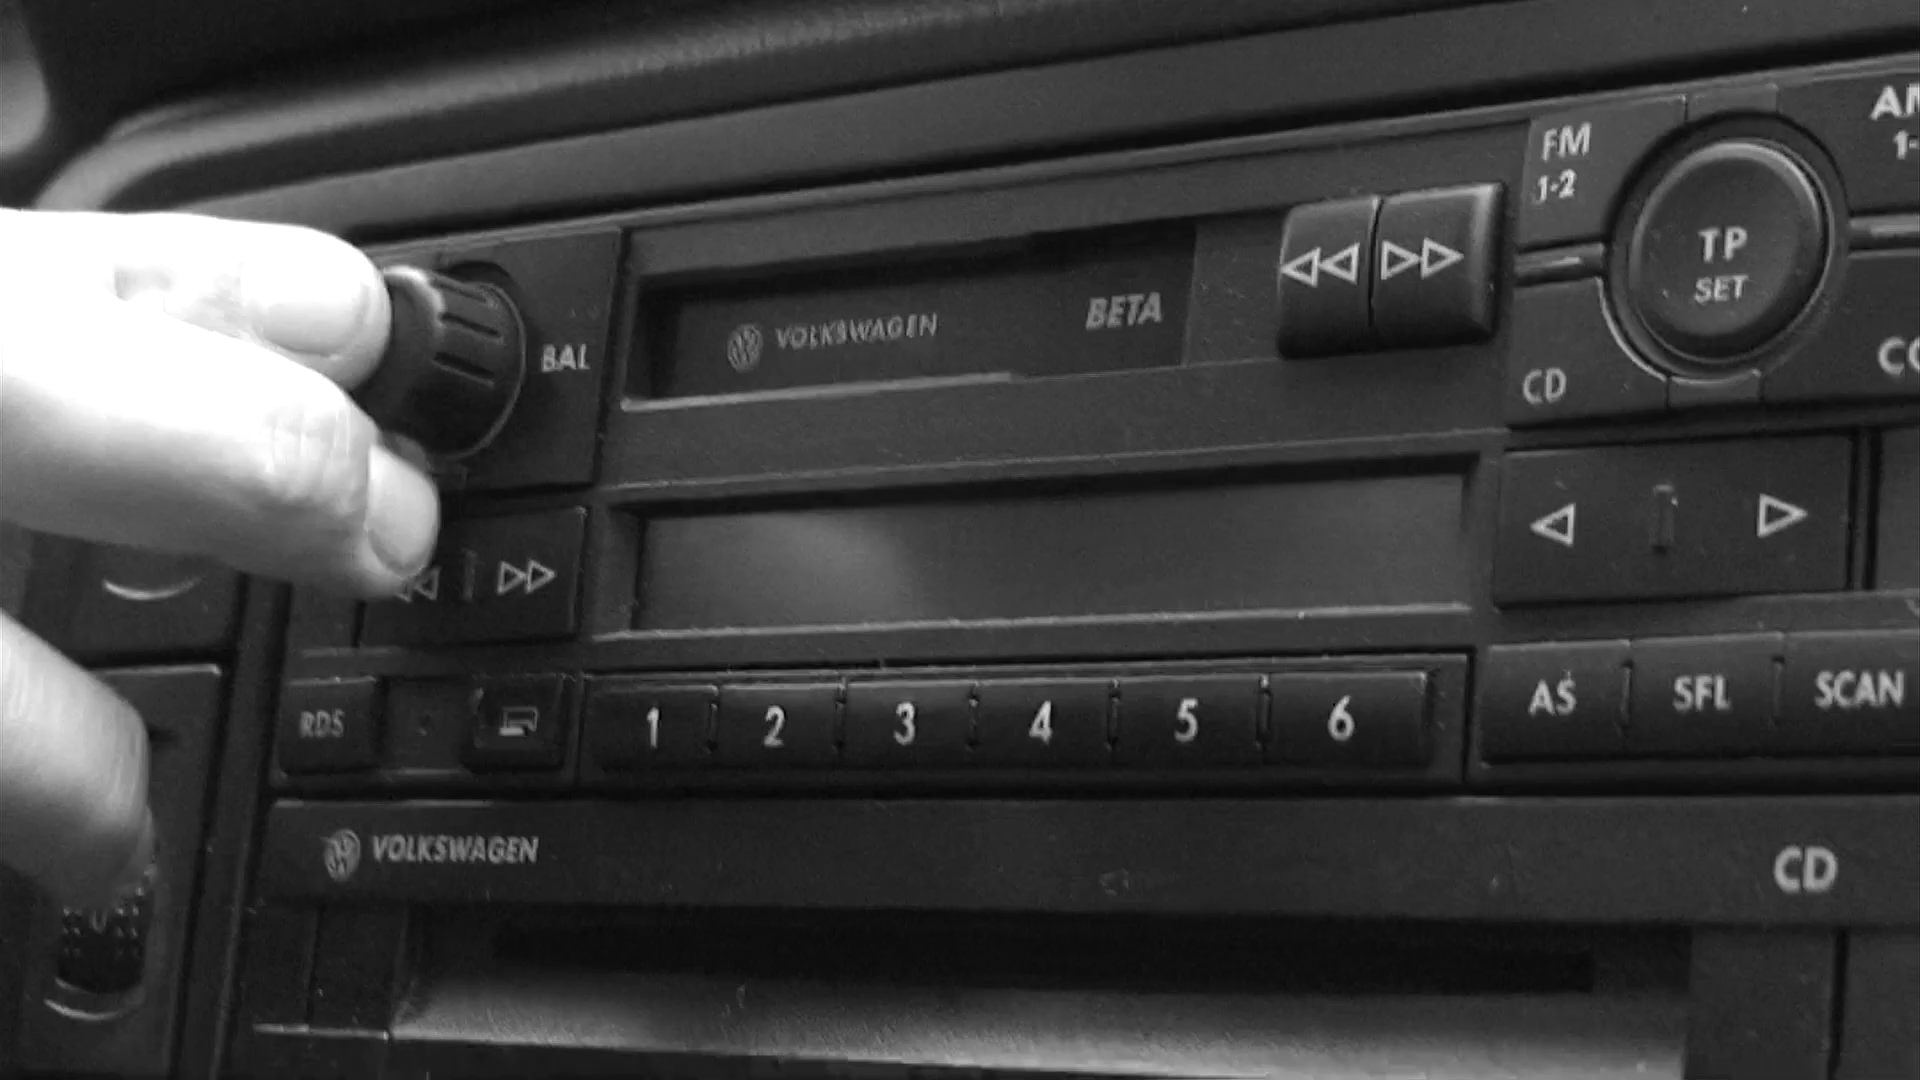 AM
1-
FM
1-2
TP
SET
VOLKSWAGEN BETA
BAL
CD
CO
RDS 1 2 3 4 5 6 AS SFL SCAN
VOLKSWAGEN CD